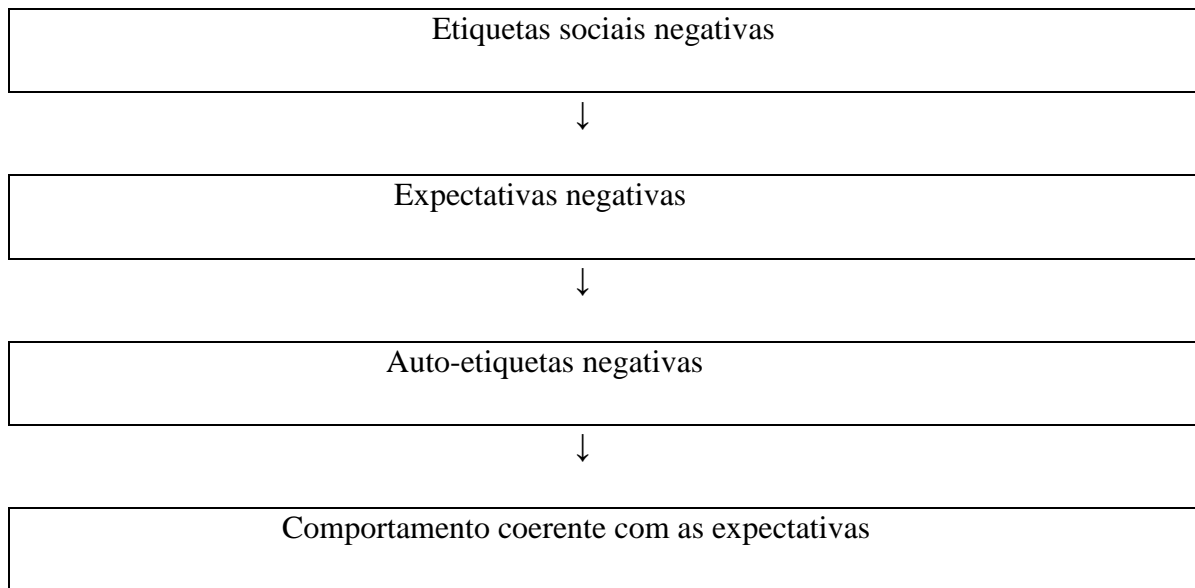 Etiquetas sociais negativas
↓
Expectativas negativas
↓
Auto-etiquetas negativas
↓
Comportamento coerente com as expectativas